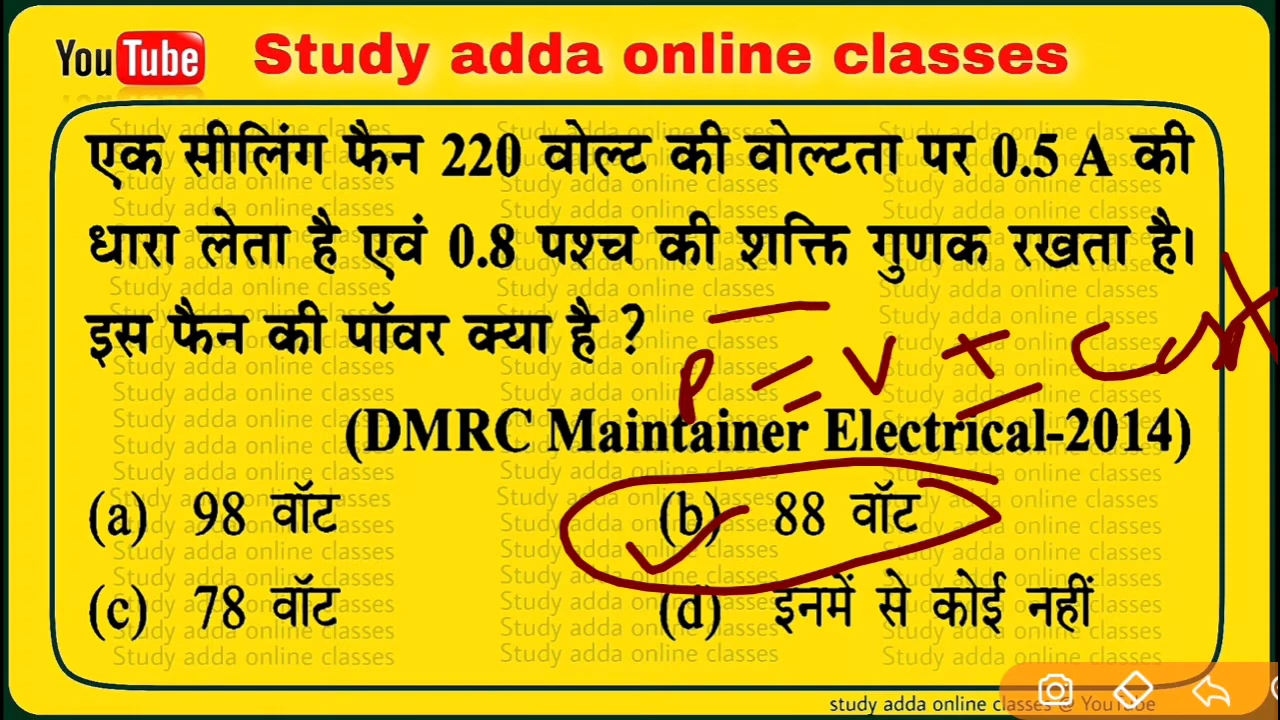 YouTube Study adda online classes
एक सीलिंग फैन 220 वोल्ट की वोल्टता पर 0.5 A की
धारा लेता है एवं 0.8 पश्च की शक्ति गुणक रखता है।
इस फैन की पॉवर क्या है ?
P = V I
(DMRC Maintainer Electrical-2014)
(a) 98 वॉट (b) 88 वॉट
(c) 78 वॉट (d) इनमें से कोई नहीं
study adda online classes @ YouTube